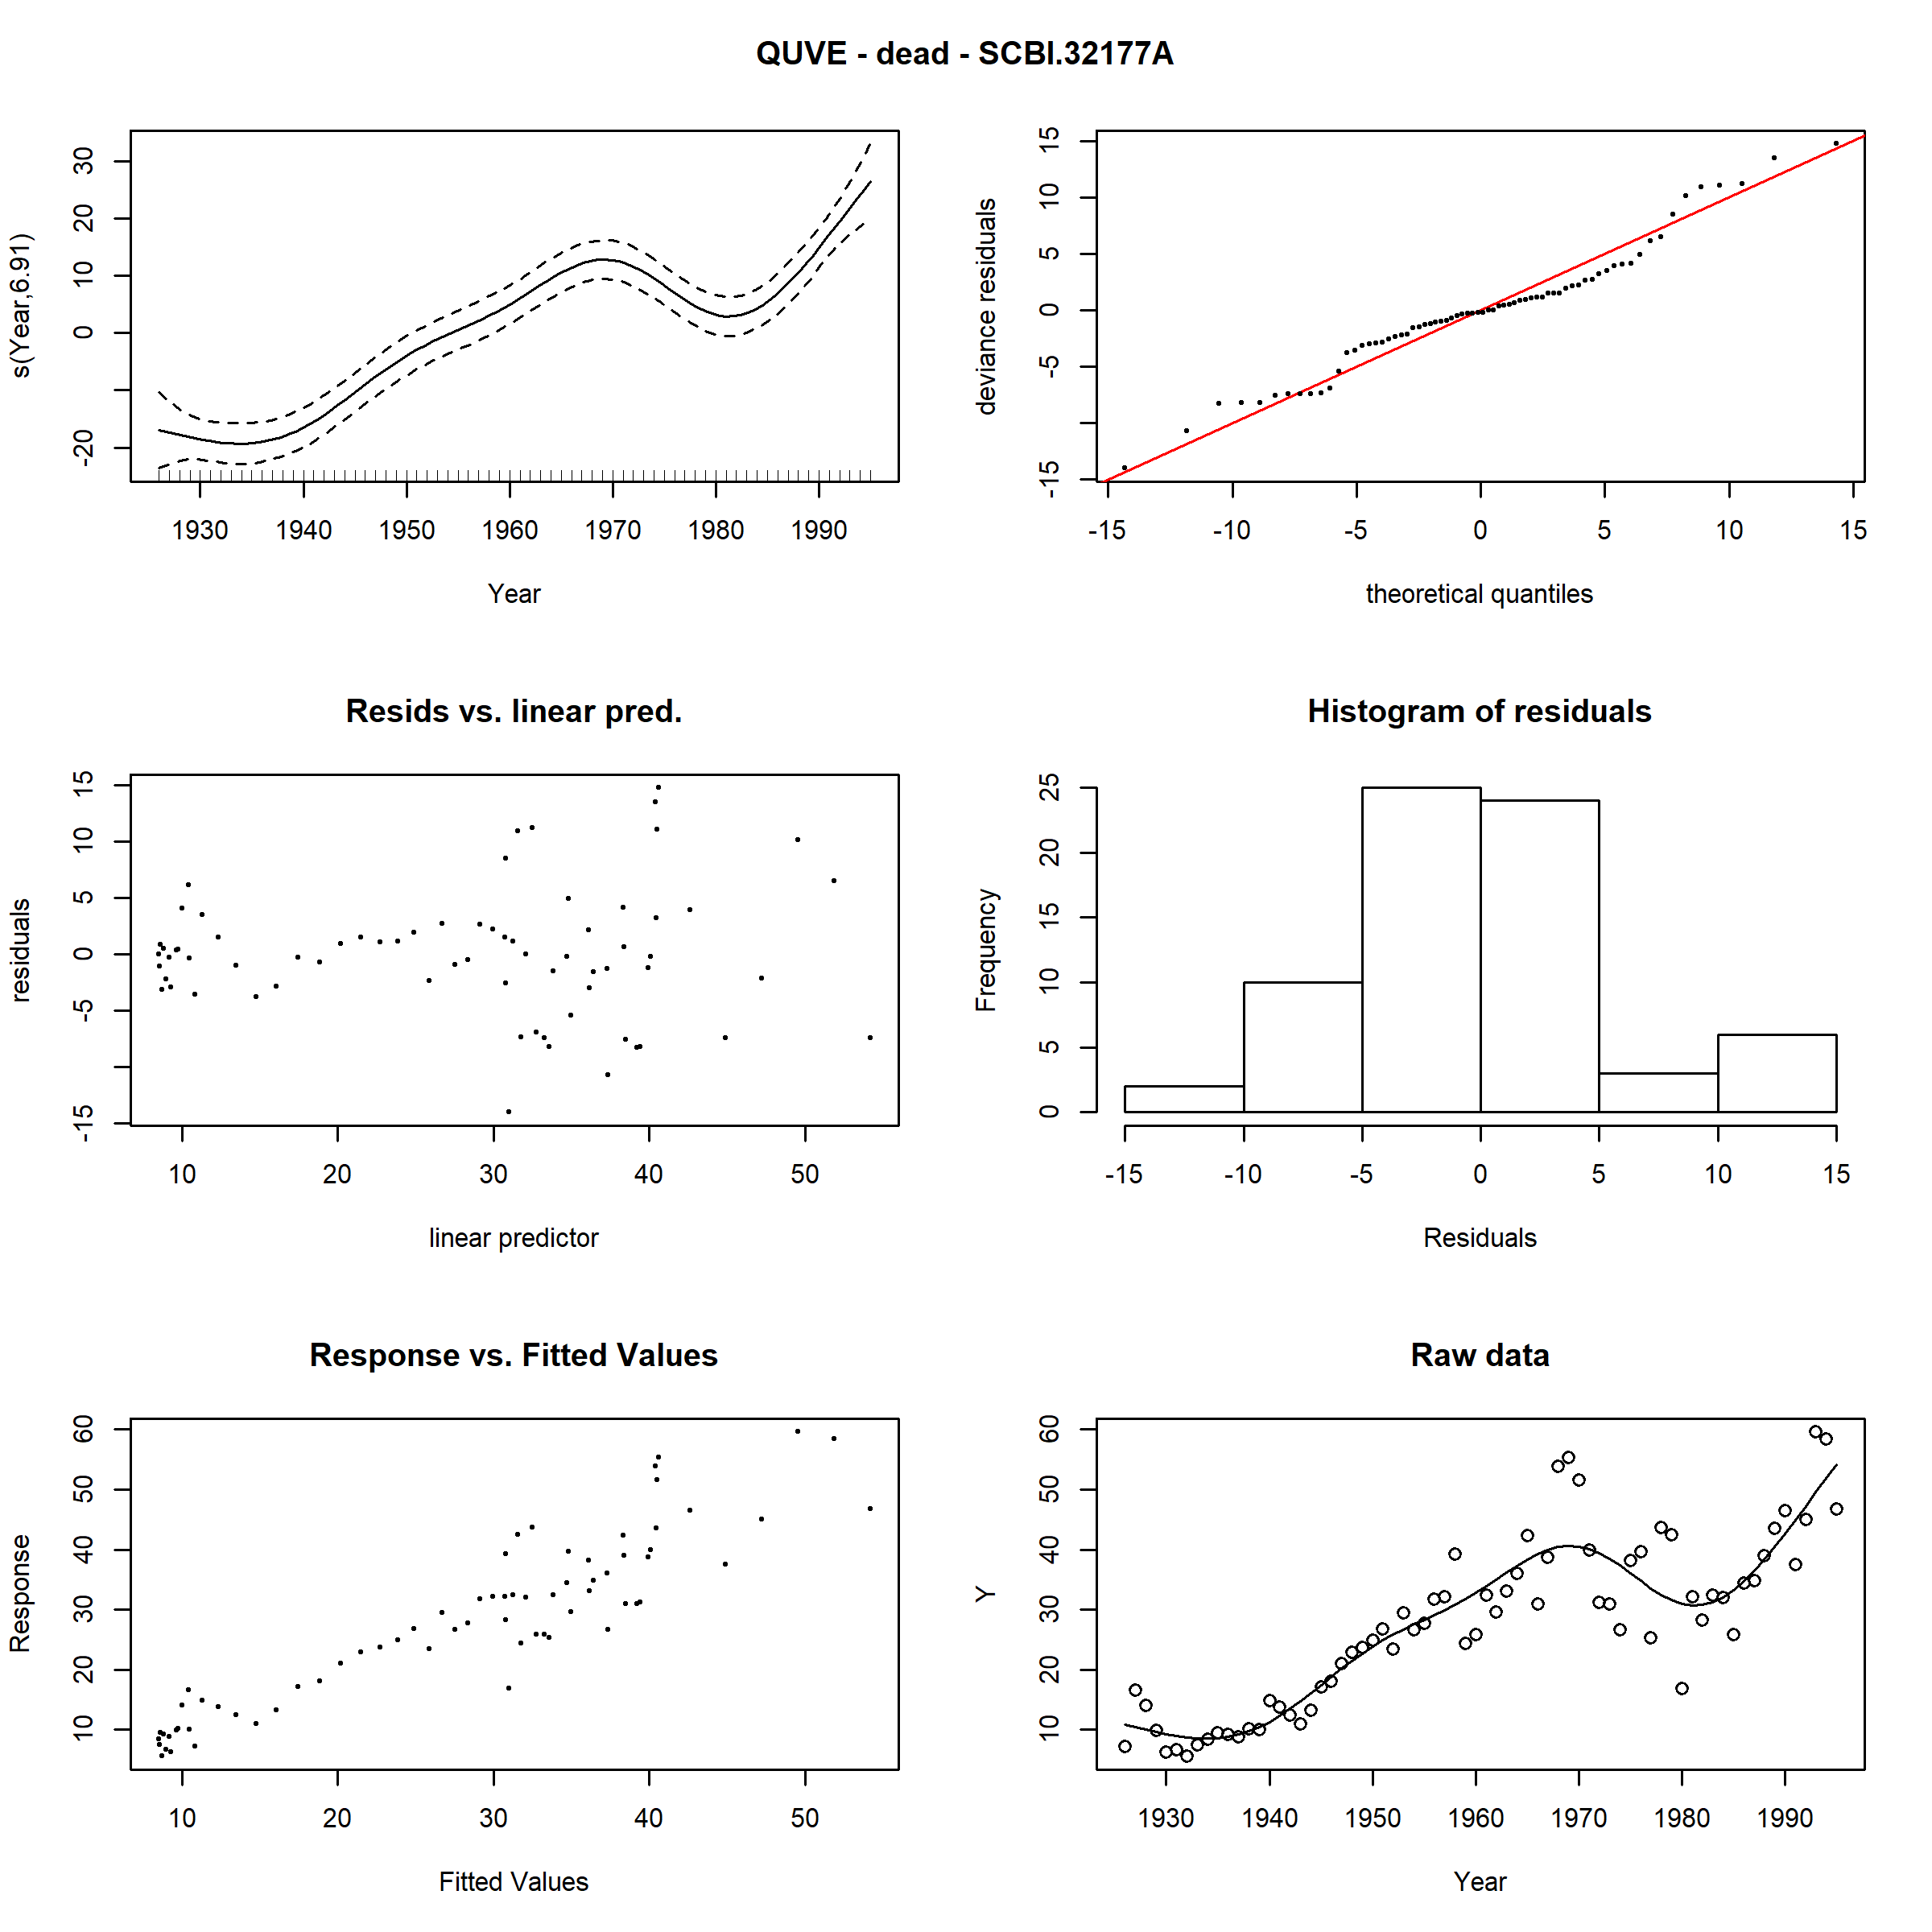 QUVE - dead - SCBI.32177A
s(Year,6.91)
-20 0 10 20 30
1930 1940 1950 1960 1970 1980 1990
Year
deviance residuals
-15 -5 0 5 10 15
-15 -10 -5 0 5 10 15
theoretical quantiles
Resids vs. linear pred.
residuals
-15 -5 0 5 10 15
10 20 30 40 50
linear predictor
Histogram of residuals
Frequency
0 5 10 15 20 25
-15 -10 -5 0 5 10 15
Residuals
Response vs. Fitted Values
Response
10 20 30 40 50 60
10 20 30 40 50
Fitted Values
Raw data
Y
10 20 30 40 50 60
1930 1940 1950 1960 1970 1980 1990
Year